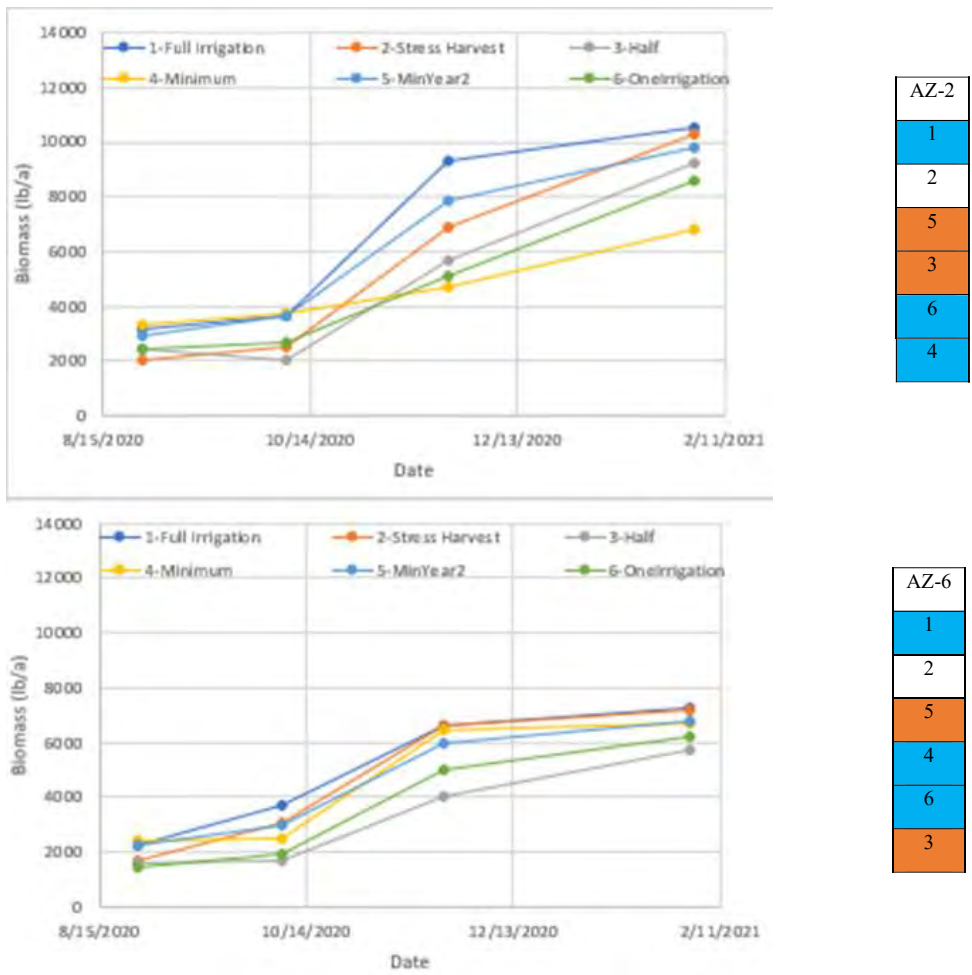 14000
1-Full Irrigation 2-Stress Harvest 3-Half
4-Minimum 5-MinYear2 6-OneIrrigation
12000
10000
8000
6000
4000
2000
0
Biomass (lb/a)
8/15/2020 10/14/2020 12/13/2020 2/11/2021
Date
AZ-2
1
2
5
3
6
4
14000
1-Full Irrigation 2-Stress Harvest 3-Half
4-Minimum 5-MinYear2 6-OneIrrigation
12000
10000
8000
6000
4000
2000
0
Biomass (lb/a)
8/15/2020 10/14/2020 12/13/2020 2/11/2021
Date
AZ-6
1
2
5
4
6
3